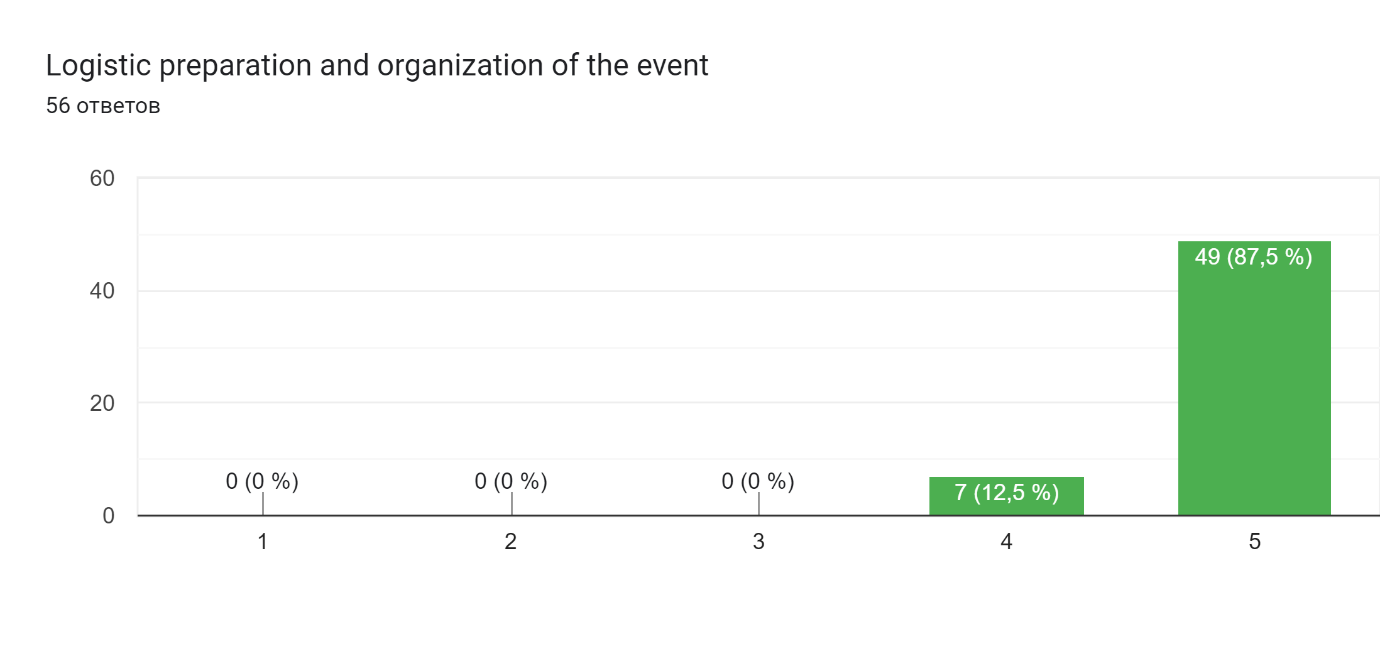 Logistic preparation and organization of the event
56 ответов
60
40
20
0
0 (0 %)
0 (0 %)
0 (0 %)
7 (12,5 %)
49 (87,5 %)
1
2
3
4
5